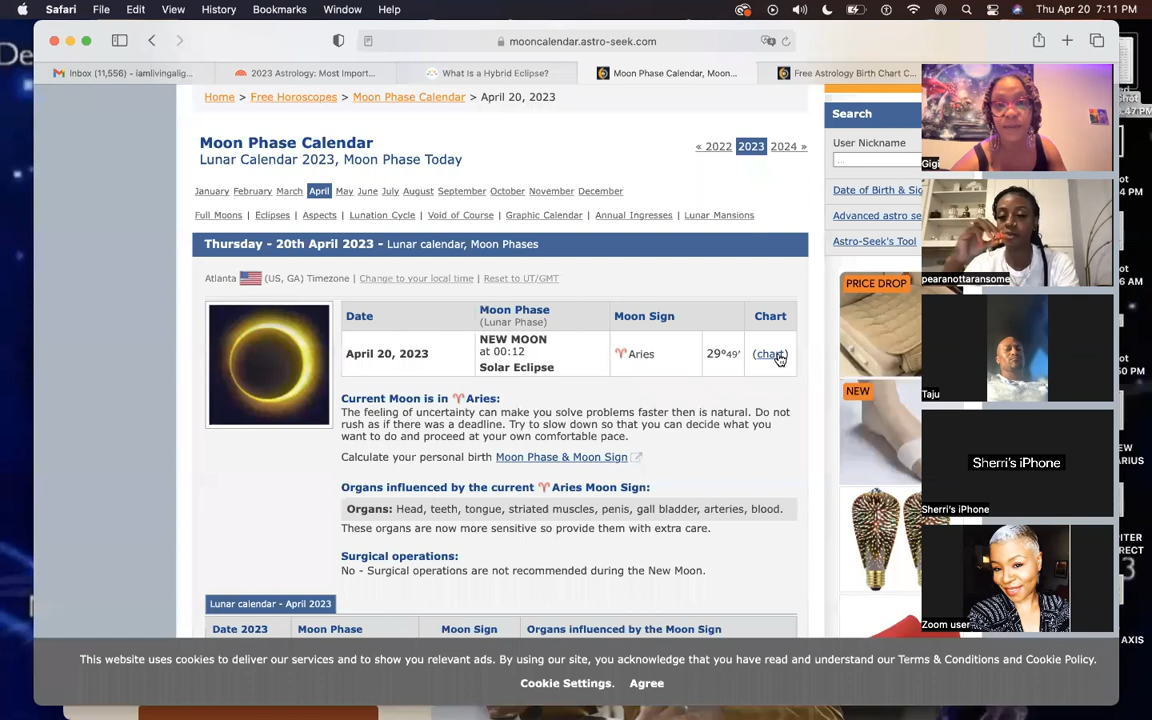 Safari File Edit View History Bookmarks Window Help
Thu Apr 20 7:11 PM
mooncalendar.astro-seek.com
Inbox (11,556) – iamlivingalig...
2023 Astrology: Most Import...
What Is a Hybrid Eclipse?
Moon Phase Calendar, Moon...
Free Astrology Birth Chart C...
Home > Free Horoscopes > Moon Phase Calendar > April 20, 2023
Moon Phase Calendar
Lunar Calendar 2023, Moon Phase Today
« 2022 2023 2024 »
January February March April May June July August September October November December
Full Moons | Eclipses | Aspects | Lunation Cycle | Void of Course | Graphic Calendar | Annual Ingresses | Lunar Mansions
Thursday - 20th April 2023 - Lunar calendar, Moon Phases
Atlanta (US, GA) Timezone | Change to your local time | Reset to UT/GMT
Date Moon Phase Moon Sign Chart
(Lunar Phase)
April 20, 2023 NEW MOON ♈ Aries 29°49' (chart)
at 00:12
Solar Eclipse
Current Moon is in ♈ Aries:
The feeling of uncertainty can make you solve problems faster then is natural. Do not
rush as if there was a deadline. Try to slow down so that you can decide what you
want to do and proceed at your own comfortable pace.
Calculate your personal birth Moon Phase & Moon Sign
Organs influenced by the current ♈ Aries Moon Sign:
Organs: Head, teeth, tongue, striated muscles, penis, gall bladder, arteries, blood.
These organs are now more sensitive so provide them with extra care.
Surgical operations:
No - Surgical operations are not recommended during the New Moon.
Lunar calendar - April 2023
Date 2023 Moon Phase Moon Sign Organs influenced by the Moon Sign
Search
User Nickname
...
Date of Birth & Sig
Advanced astro se
Astro-Seek's Tool
PRICE DROP
NEW
Gigi
pearanottaransome
Taju
Sherri's iPhone
Sherri's iPhone
Zoom user
This website uses cookies to deliver our services and to show you relevant ads. By using our site, you acknowledge that you have read and understand our Terms & Conditions and Cookie Policy.
Cookie Settings. Agree